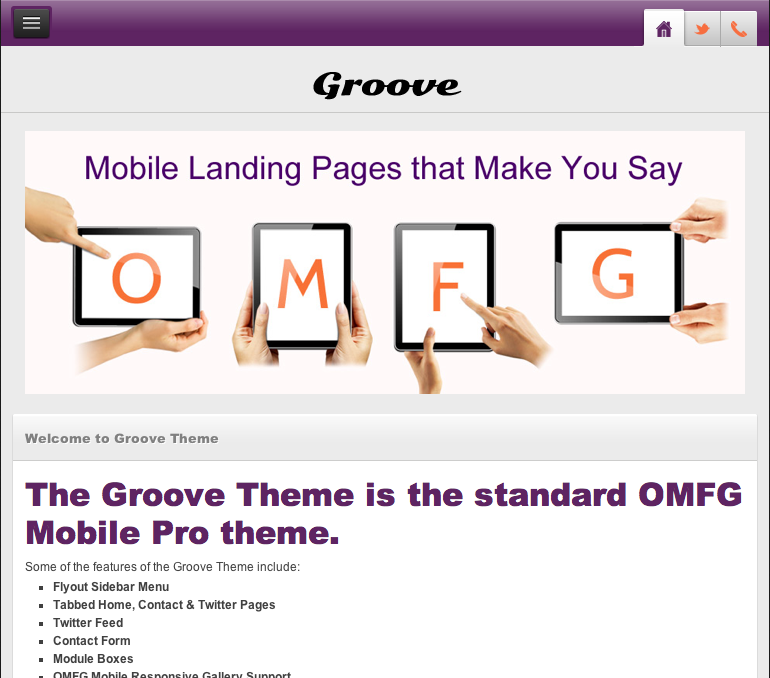 Groove
Mobile Landing Pages that Make You Say
O M F G
Welcome to Groove Theme
The Groove Theme is the standard OMFG
Mobile Pro theme.
Some of the features of the Groove Theme include:
Flyout Sidebar Menu
Tabbed Home, Contact & Twitter Pages
Twitter Feed
Contact Form
Module Boxes
OMFG Mobile Responsive Gallery Support